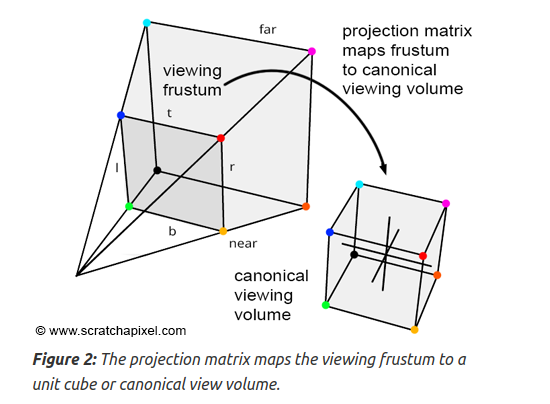 far
projection matrix
maps frustum
to canonical
viewing volume
viewing
frustum
t
l
r
b
near
canonical
viewing
volume
© www.scratchapixel.com
Figure 2: The projection matrix maps the viewing frustum to a
unit cube or canonical view volume.